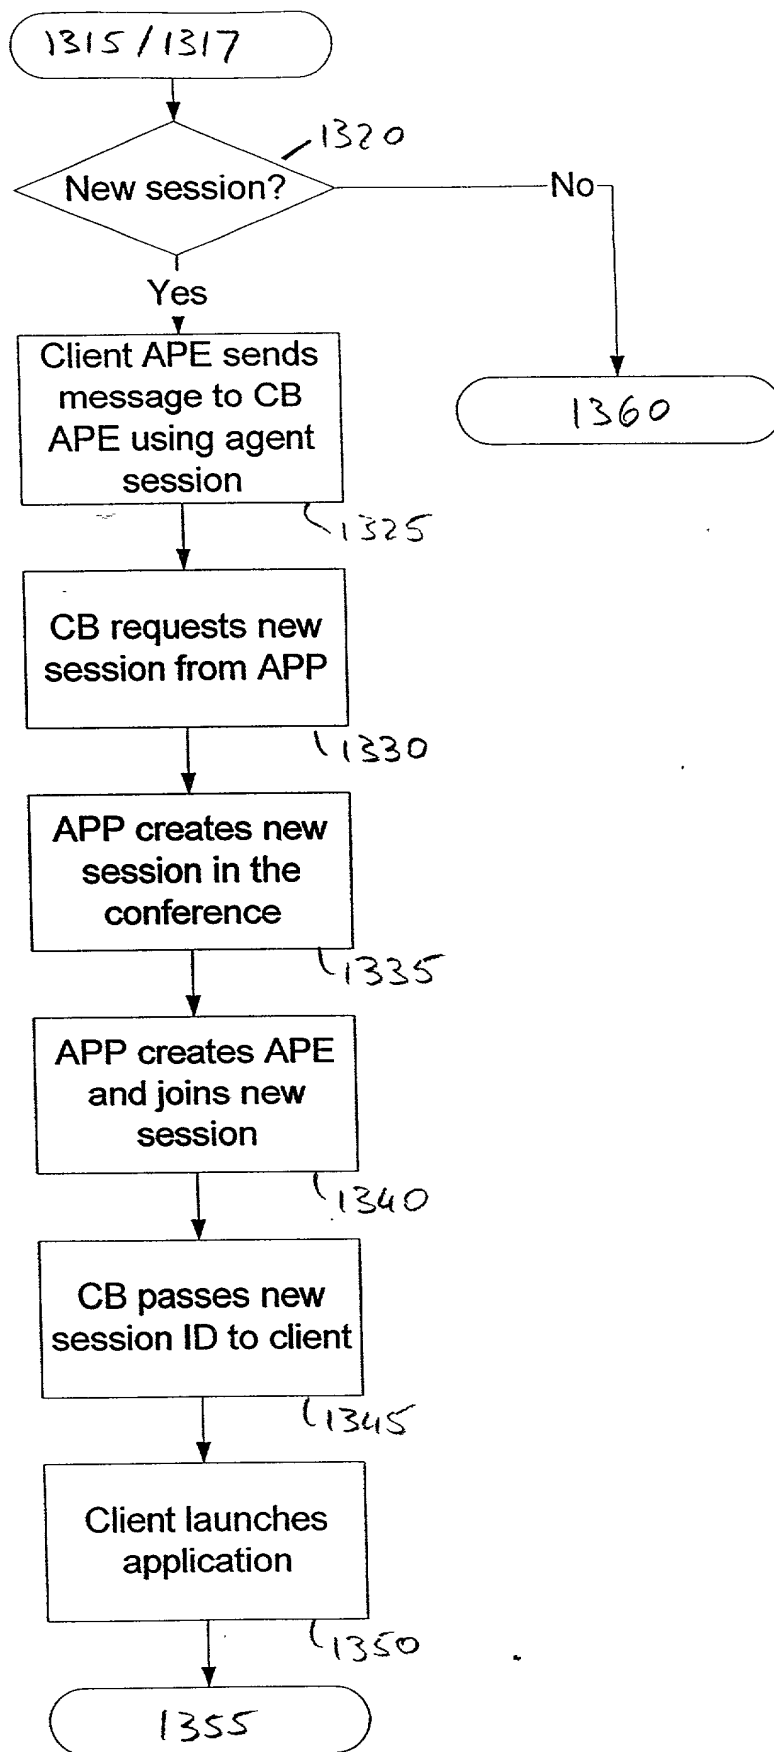 1315/1317
1320
New session?
No
Yes
Client APE sends
message to CB
APE using agent
session
1360
1325
CB requests new
session from APP
1330
APP creates new
session in the
conference
1335
APP creates APE
and joins new
session
1340
CB passes new
session ID to client
1345
Client launches
application
1350
1355